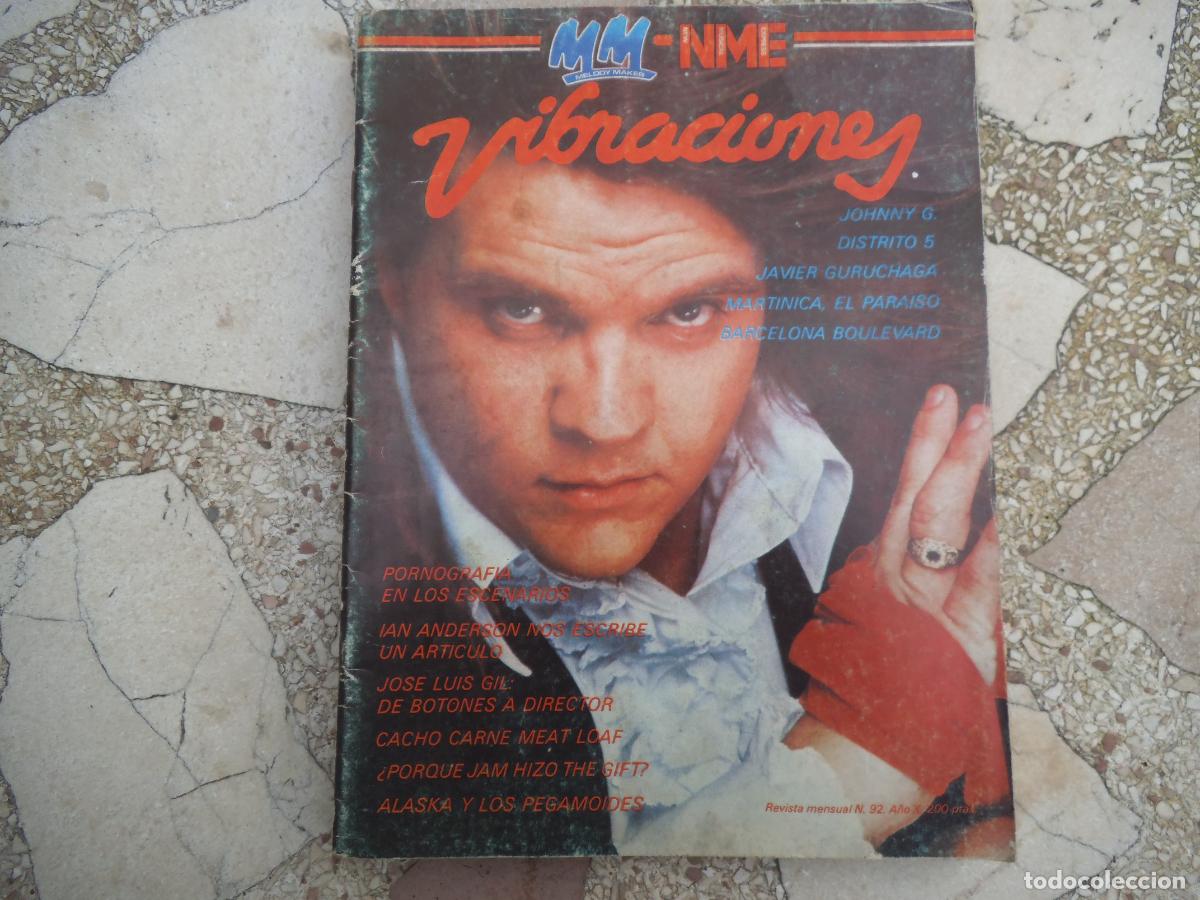 MM-NME
MELODY MAKER
Vibraciones
JOHNNY G.
DISTRITO 5
JAVIER GURUCHAGA
MARTINICA, EL PARAISO
BARCELONA BOULEVARD
PORNOGRAFIA
EN LOS ESCENARIOS
IAN ANDERSON NOS ESCRIBE
UN ARTICULO
JOSE LUIS GIL:
DE BOTONES A DIRECTOR
CACHO CARNE MEAT LOAF
¿PORQUE JAM HIZO THE GIFT?
ALASKA Y LOS PEGAMOIDES
Revista mensual N. 92. Año X. 200 ptas.
todocoleccion